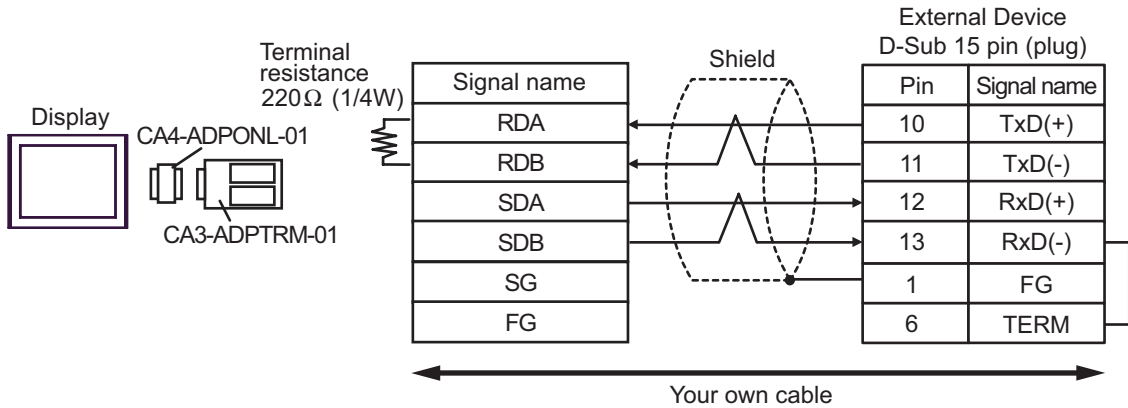 External Device
D-Sub 15 pin (plug)
Terminal
resistance
220Ω (1/4W)
Shield
Display
CA4-ADPONL-01
CA3-ADPTRM-01
Signal name
RDA
RDB
SDA
SDB
SG
FG
Pin Signal name
10 TxD(+)
11 TxD(-)
12 RxD(+)
13 RxD(-)
1 FG
6 TERM
Your own cable